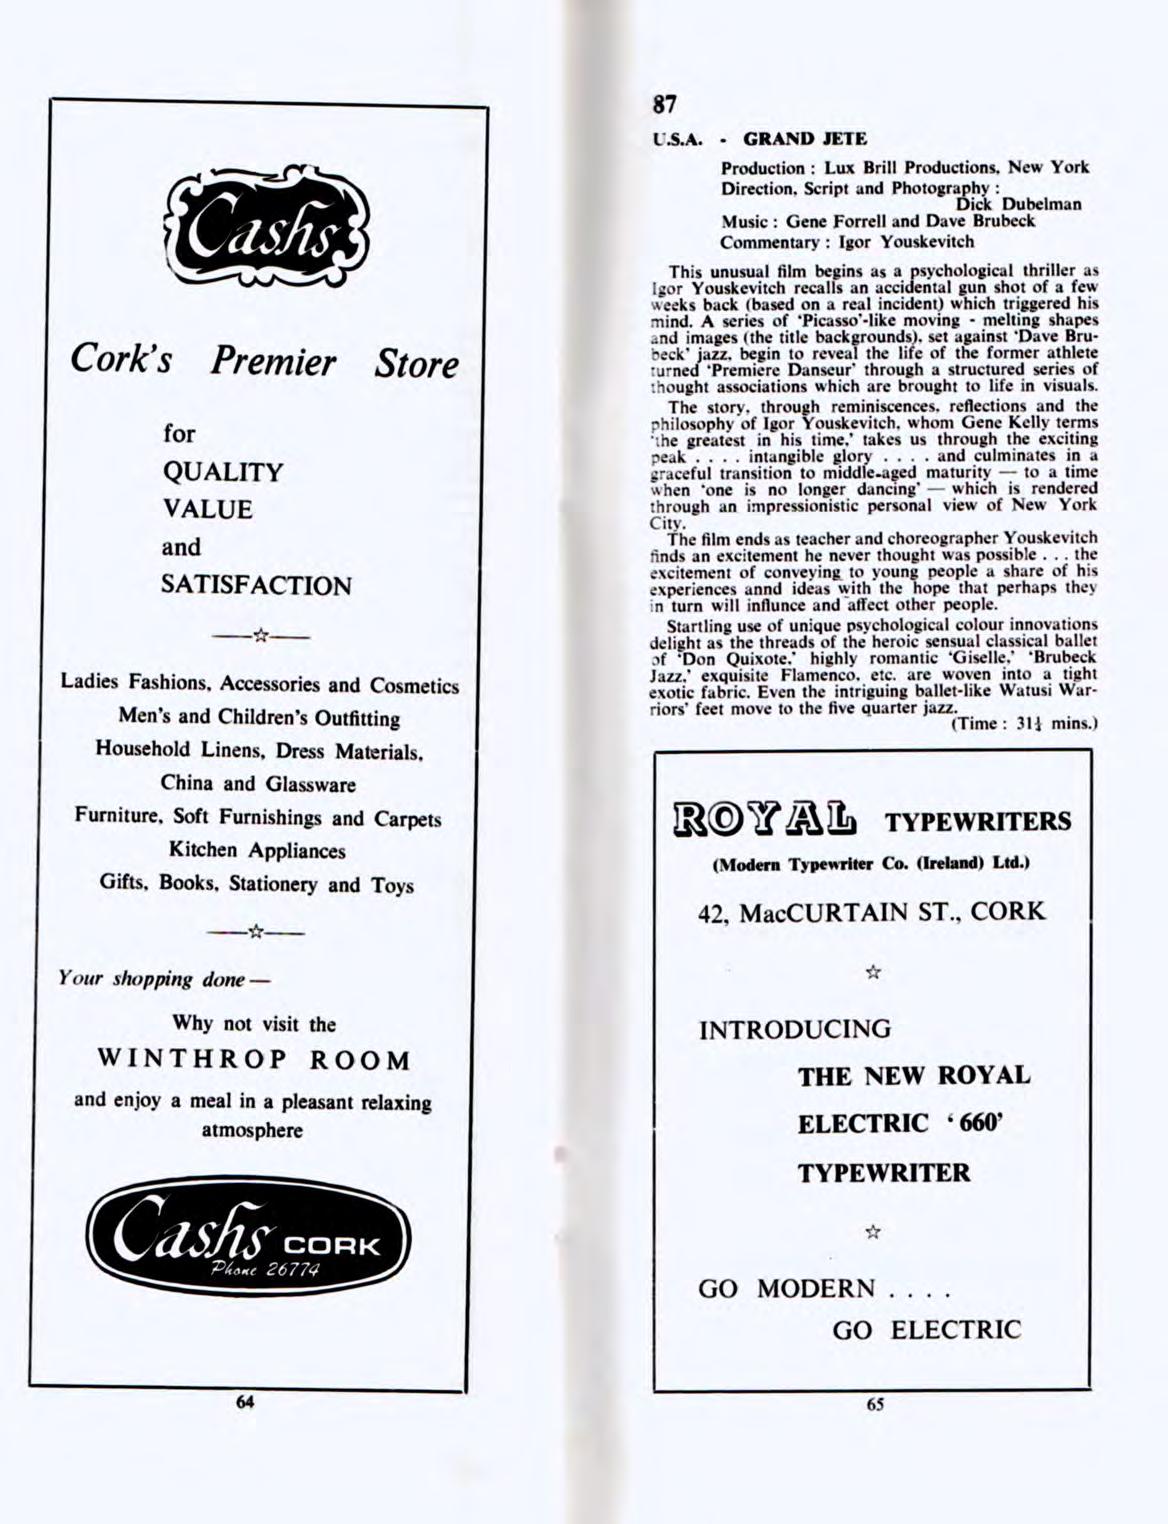 Cashs
Cork's Premier Store
for
QUALITY
VALUE
and
SATISFACTION
Ladies Fashions, Accessories and Cosmetics
Men's and Children's Outfitting
Household Linens, Dress Materials,
China and Glassware
Furniture, Soft Furnishings and Carpets
Kitchen Appliances
Gifts, Books, Stationery and Toys
Your shopping done —
Why not visit the
WINTHROP ROOM
and enjoy a meal in a pleasant relaxing
atmosphere
Cashs CORK
Phone 26774
64
87
U.S.A. - GRAND JETE
Production : Lux Brill Productions, New York
Direction, Script and Photography :
Dick Dubelman
Music : Gene Forrell and Dave Brubeck
Commentary : Igor Youskevitch
This unusual film begins as a psychological thriller as
Igor Youskevitch recalls an accidental gun shot of a few
weeks back (based on a real incident) which triggered his
mind. A series of 'Picasso'-like moving - melting shapes
and images (the title backgrounds), set against 'Dave Bru-
beck' jazz, begin to reveal the life of the former athlete
turned 'Premiere Danseur' through a structured series of
thought associations which are brought to life in visuals.
The story, through reminiscences, reflections and the
philosophy of Igor Youskevitch, whom Gene Kelly terms
'the greatest in his time,' takes us through the exciting
peak . . . . intangible glory . . . . and culminates in a
graceful transition to middle-aged maturity — to a time
when 'one is no longer dancing' — which is rendered
through an impressionistic personal view of New York
City.
The film ends as teacher and choreographer Youskevitch
finds an excitement he never thought was possible . . . the
excitement of conveying to young people a share of his
experiences annd ideas with the hope that perhaps they
in turn will influnce and affect other people.
Startling use of unique psychological colour innovations
delight as the threads of the heroic sensual classical ballet
of 'Don Quixote,' highly romantic 'Giselle,' 'Brubeck
Jazz,' exquisite Flamenco, etc. are woven into a tight
exotic fabric. Even the intriguing ballet-like Watusi War-
riors' feet move to the five quarter jazz.
(Time : 31½ mins.)
ROYAL TYPEWRITERS
(Modern Typewriter Co. (Ireland) Ltd.)
42, MacCURTAIN ST., CORK
INTRODUCING
THE NEW ROYAL
ELECTRIC '660'
TYPEWRITER
GO MODERN . . . .
GO ELECTRIC
65